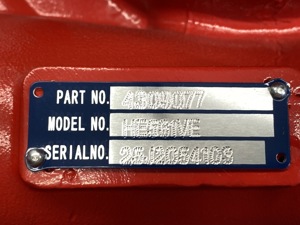 PART NO. 4309077
MODEL NO. HE551VE
SERIALNO.